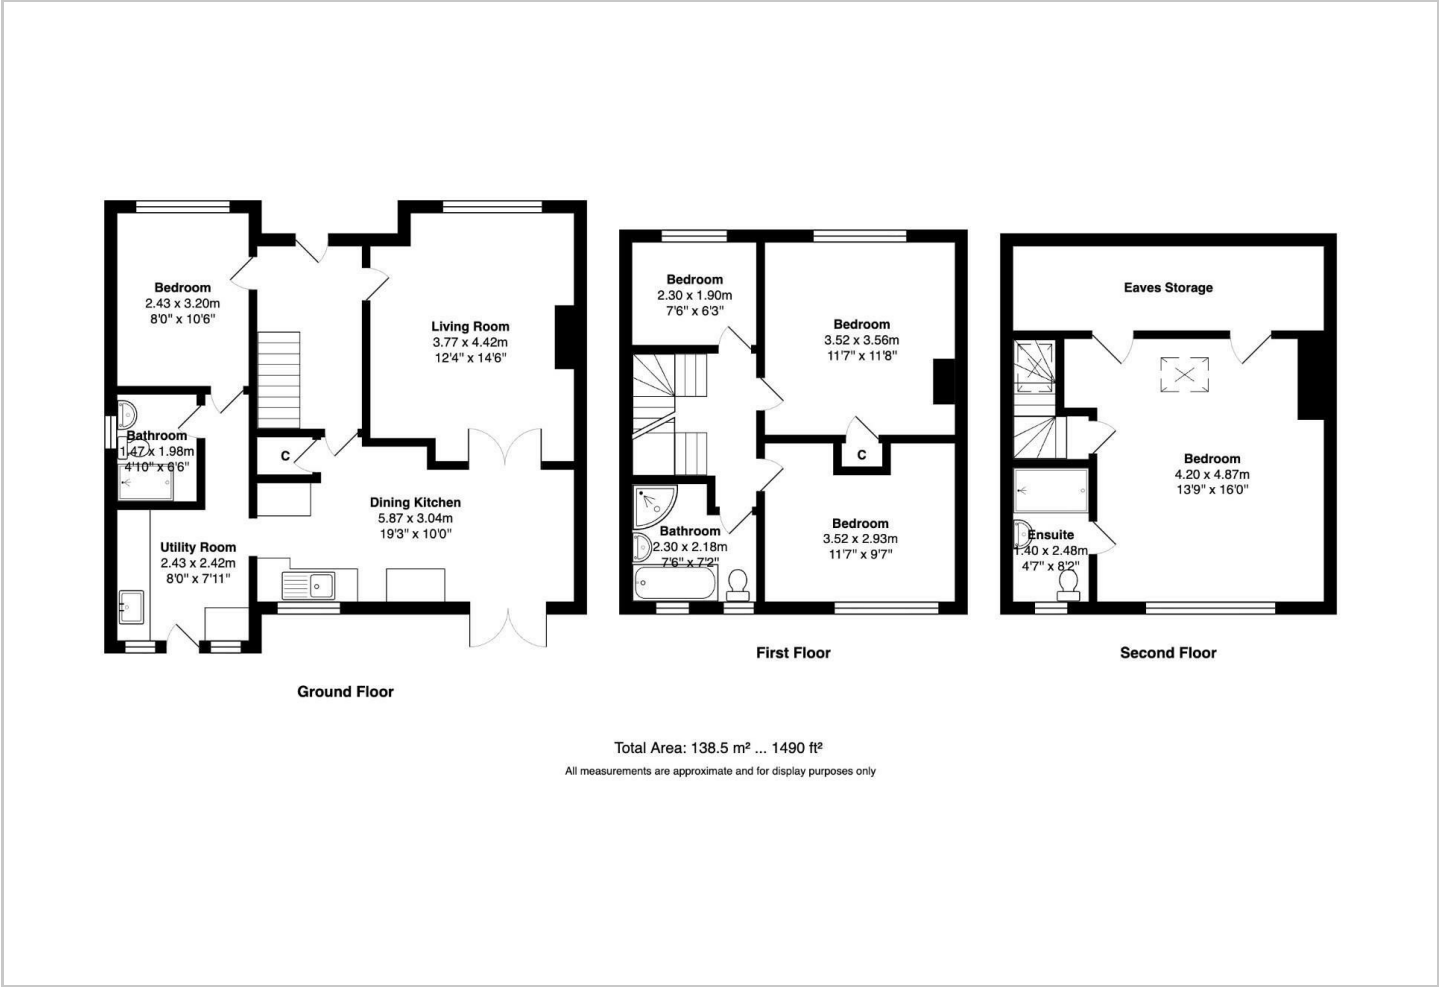 Bedroom
2.43 x 3.20m
8'0" x 10'6"
Living Room
3.77 x 4.42m
12'4" x 14'6"
Bathroom
1.47 x 1.98m
4'10" x 6'6"
C
Dining Kitchen
5.87 x 3.04m
19'3" x 10'0"
Utility Room
2.43 x 2.42m
8'0" x 7'11"
Ground Floor
Bedroom
2.30 x 1.90m
7'6" x 6'3"
Bedroom
3.52 x 3.56m
11'7" x 11'8"
C
Bathroom
2.30 x 2.18m
7'6" x 7'2"
Bedroom
3.52 x 2.93m
11'7" x 9'7"
First Floor
Eaves Storage
Bedroom
4.20 x 4.87m
13'9" x 16'0"
Ensuite
1.40 x 2.48m
4'7" x 8'2"
Second Floor
Total Area: 138.5 m² ... 1490 ft²
All measurements are approximate and for display purposes only